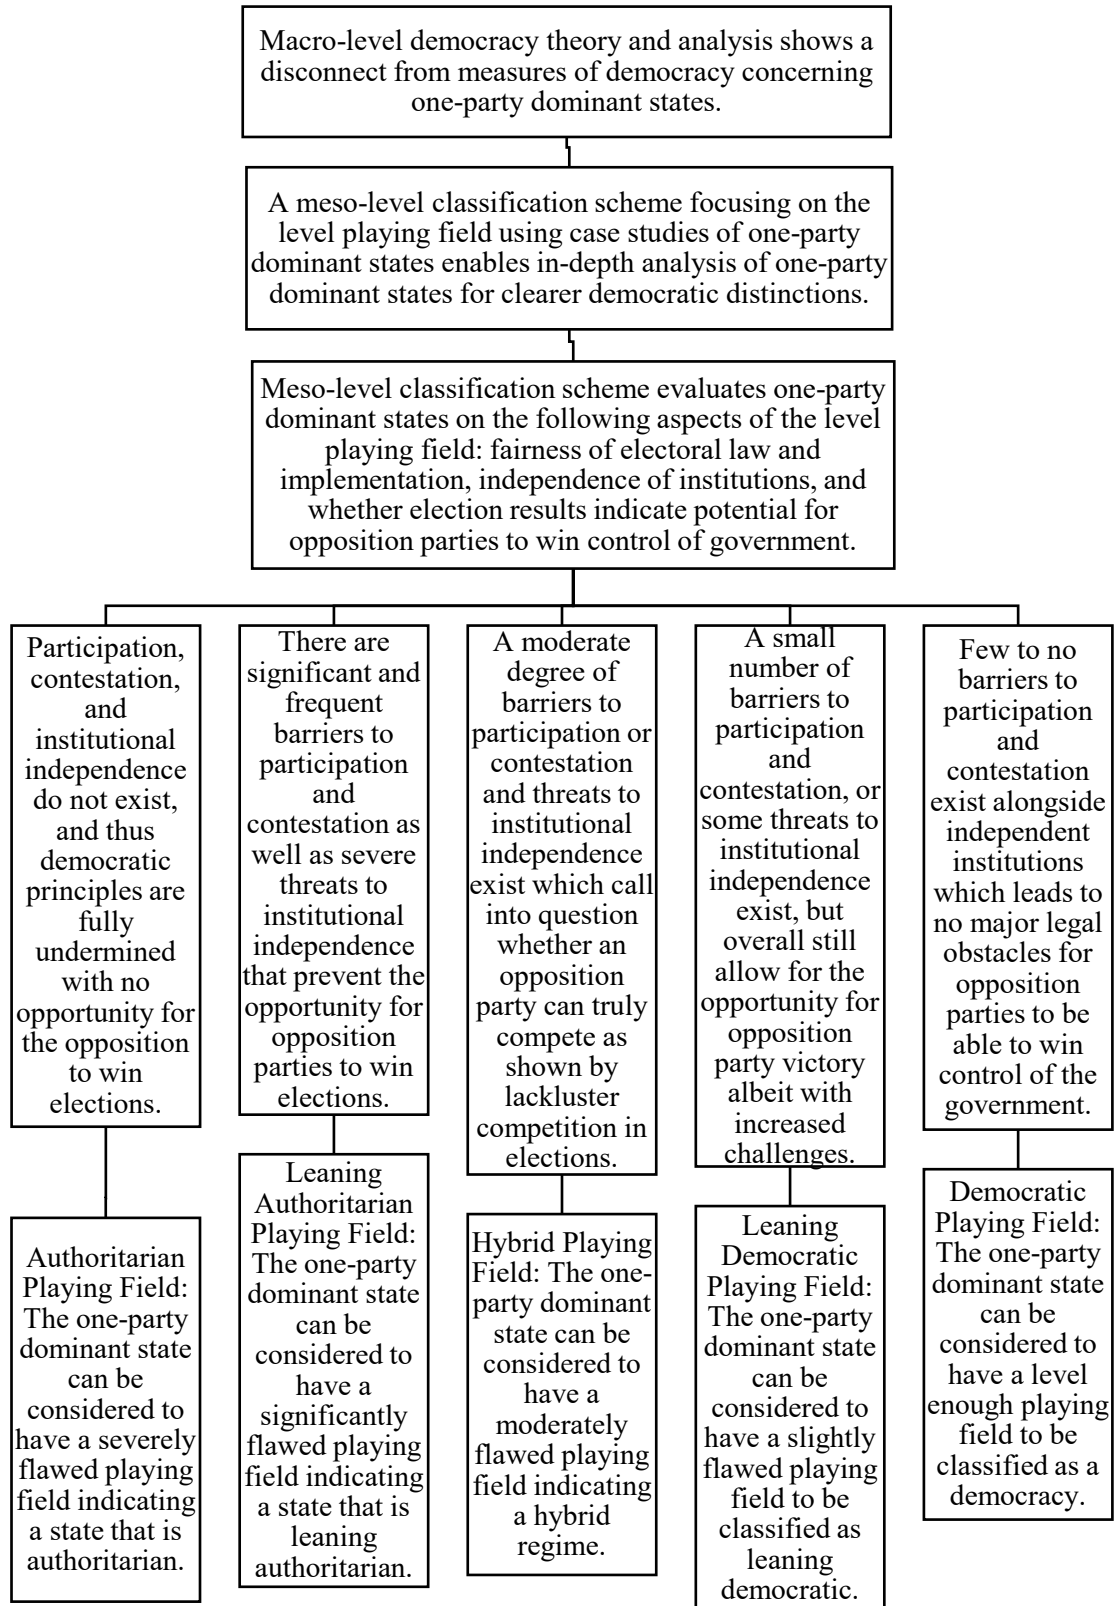 Macro-level democracy theory and analysis shows a
disconnect from measures of democracy concerning
one-party dominant states.
A meso-level classification scheme focusing on the
level playing field using case studies of one-party
dominant states enables in-depth analysis of one-party
dominant states for clearer democratic distinctions.
Meso-level classification scheme evaluates one-party
dominant states on the following aspects of the level
playing field: fairness of electoral law and
implementation, independence of institutions, and
whether election results indicate potential for
opposition parties to win control of government.
Participation,
contestation,
and
institutional
independence
do not exist,
and thus
democratic
principles are
fully
undermined
with no
opportunity for
the opposition
to win
elections.
There are
significant and
frequent
barriers to
participation
and
contestation as
well as severe
threats to
institutional
independence
that prevent the
opportunity for
opposition
parties to win
elections.
A moderate
degree of
barriers to
participation or
contestation
and threats to
institutional
independence
exist which call
into question
whether an
opposition
party can truly
compete as
shown by
lackluster
competition in
elections.
A small
number of
barriers to
participation
and
contestation, or
some threats to
institutional
independence
exist, but
overall still
allow for the
opportunity for
opposition
party victory
albeit with
increased
challenges.
Few to no
barriers to
participation
and
contestation
exist alongside
independent
institutions
which leads to
no major legal
obstacles for
opposition
parties to be
able to win
control of the
government.
Authoritarian
Playing Field:
The one-party
dominant state
can be
considered to
have a severely
flawed playing
field indicating
a state that is
authoritarian.
Leaning
Authoritarian
Playing Field:
The one-party
dominant state
can be
considered to
have a
significantly
flawed playing
field indicating
a state that is
leaning
authoritarian.
Hybrid Playing
Field: The one-
party dominant
state can be
considered to
have a
moderately
flawed playing
field indicating
a hybrid
regime.
Leaning
Democratic
Playing Field:
The one-party
dominant state
can be
considered to
have a slightly
flawed playing
field to be
classified as
leaning
democratic.
Democratic
Playing Field:
The one-party
dominant state
can be
considered to
have a level
enough playing
field to be
classified as a
democracy.